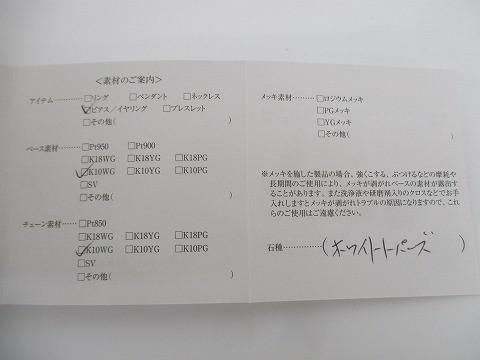 ＜素材のご案内＞
アイテム…………□リング　□ペンダント　□ネックレス
☑ピアス／イヤリング　□ブレスレット
□その他(　　　　　　　　　　)
ベース素材…………□Pt950　□Pt900
□K18WG　□K18YG　□K18PG
☑K10WG　□K10YG　□K10PG
□SV
□その他(　　　　　　　　　　)
チェーン素材………□Pt850
□K18WG　□K18YG　□K18PG
☑K10WG　□K10YG　□K10PG
□SV
□その他(　　　　　　　　　　)
メッキ素材………□ロジウムメッキ
□PGメッキ
□YGメッキ
□その他(　　　　　　　　　　)
※メッキを施した製品の場合、強くこする、ぶつけるなどの摩耗や
長期間のご使用により、メッキが剥がれベースの素材が露出す
ることがあります。また洗浄液や研磨剤入りのクロスなどでお手
入れしますとメッキが剥がれトラブルの原因になりますので、これ
らのご使用はご遠慮ください。
石種……………(ホワイトトパーズ)